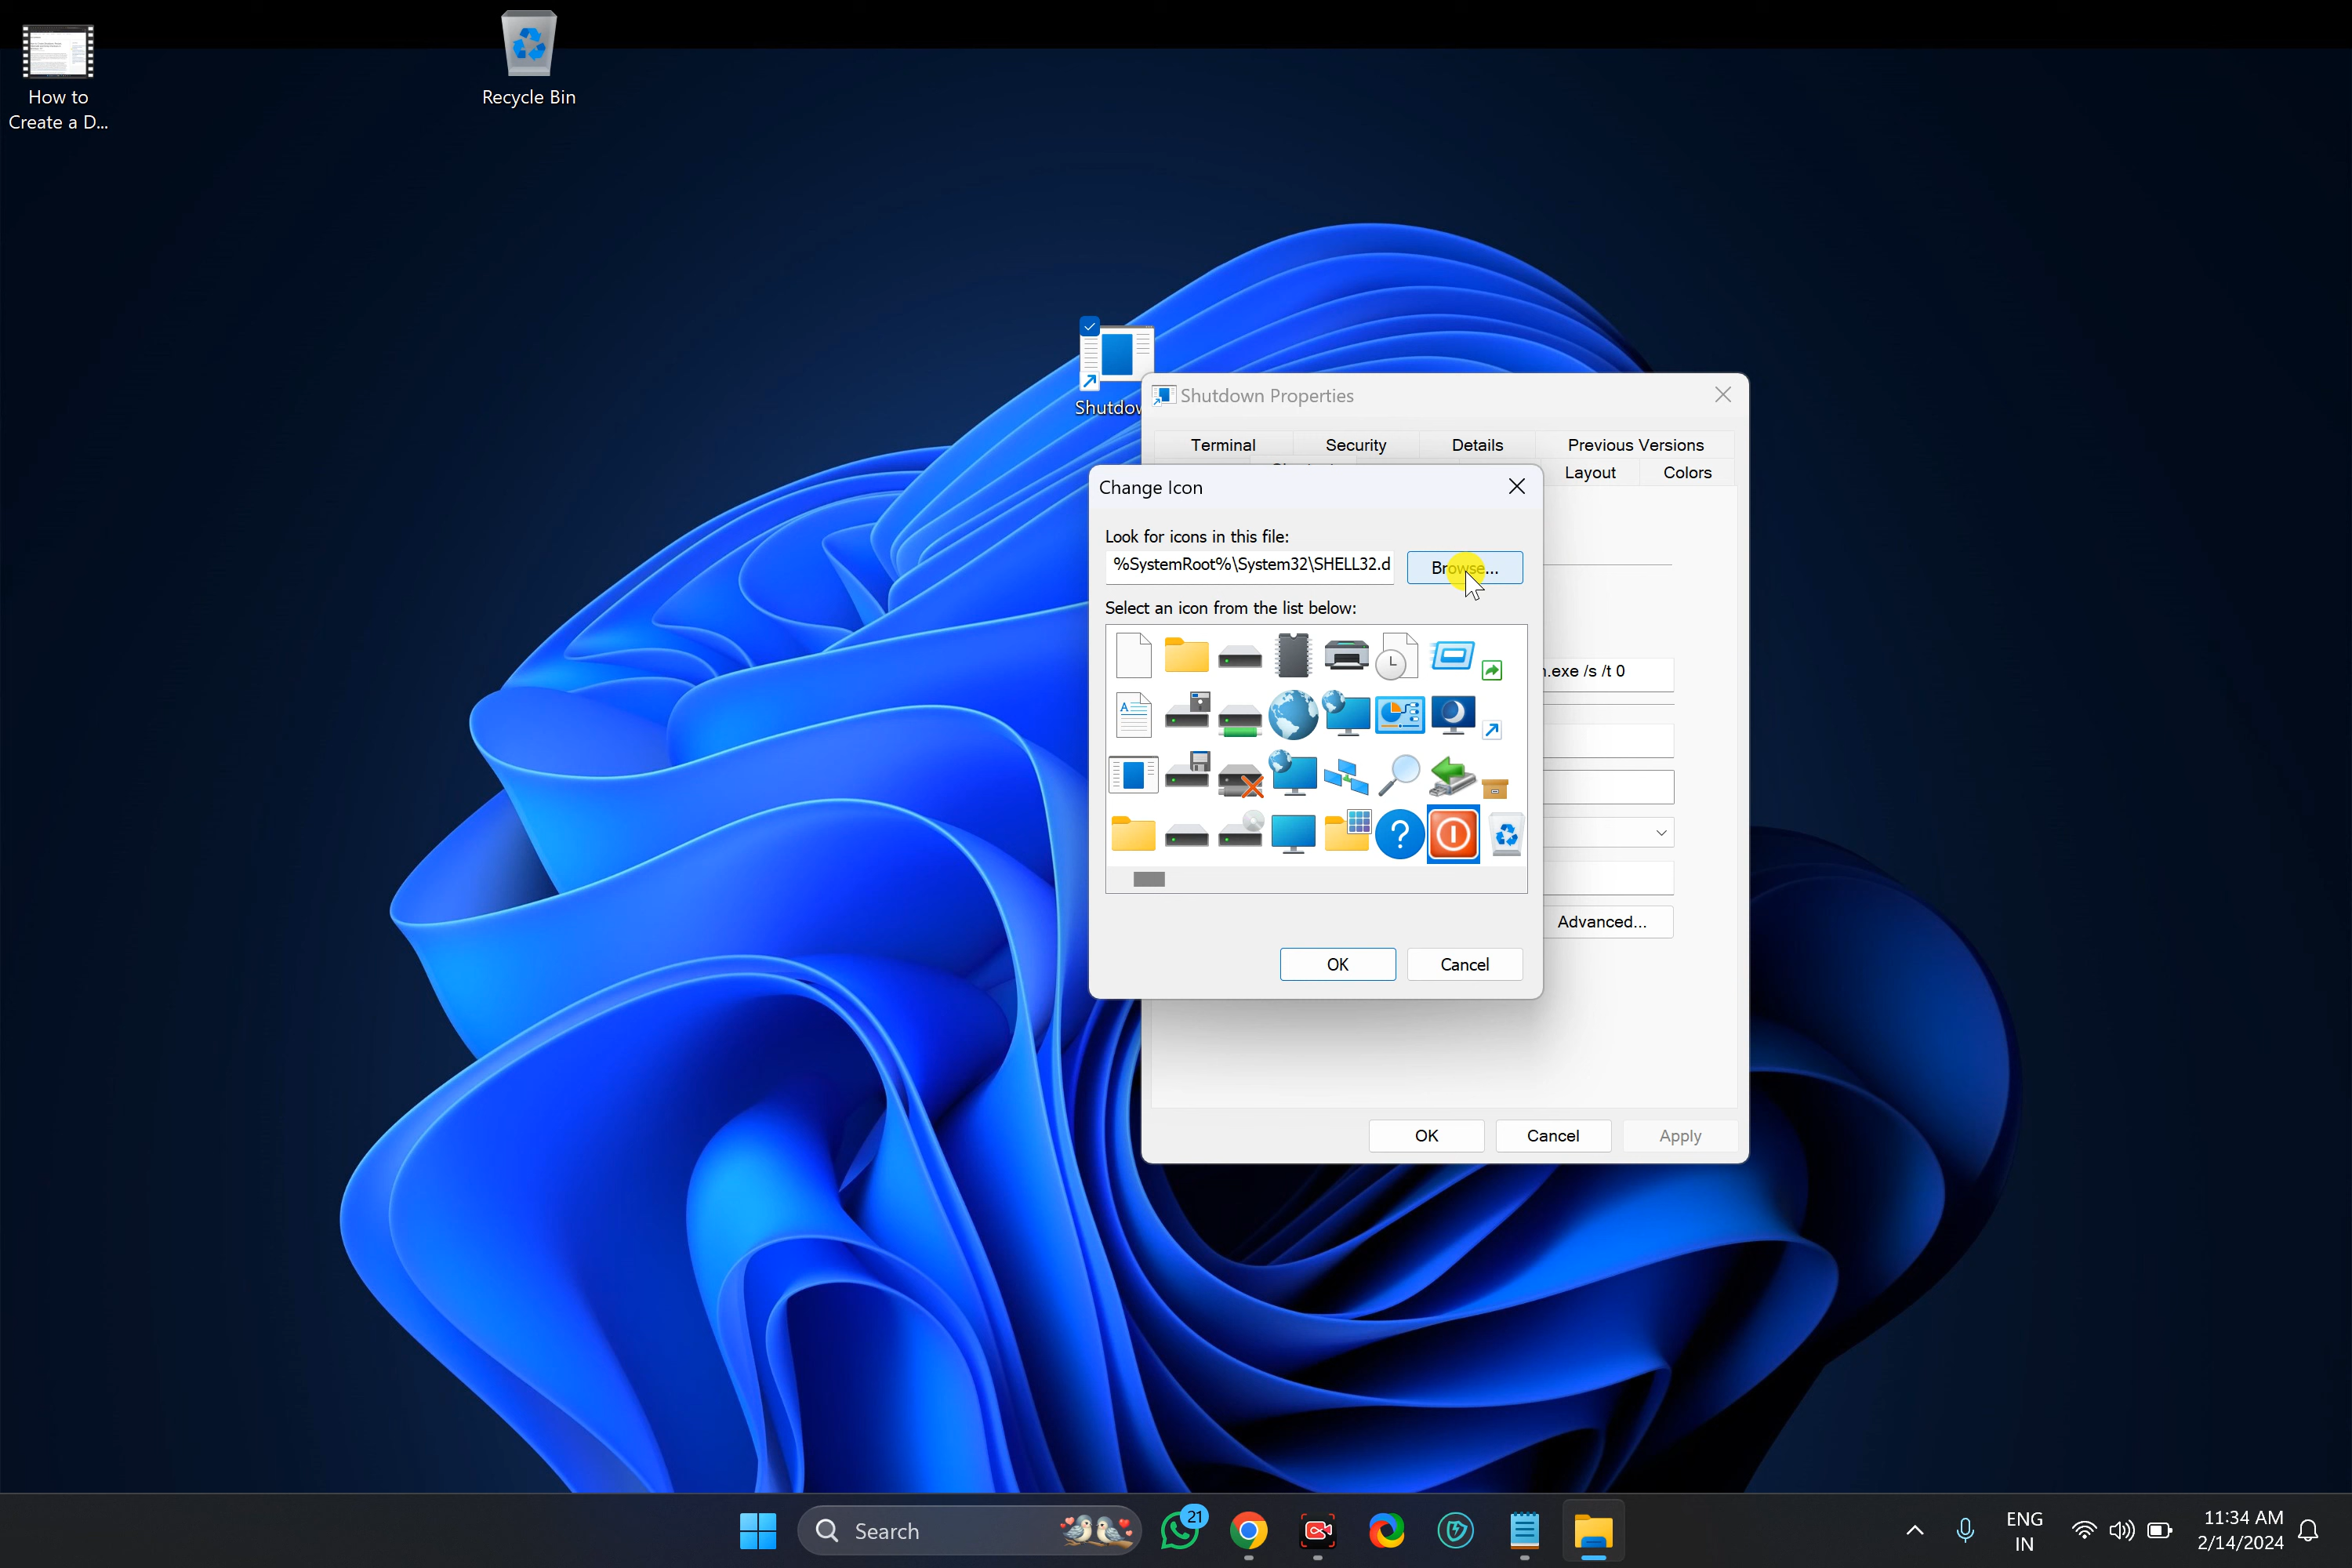 How to
Create a D...
Recycle Bin
Shutdow
Shutdown Properties
Terminal
Security
Details
Previous Versions
Layout
Colors
Change Icon
Look for icons in this file:
%SystemRoot%\System32\SHELL32.d
Browse...
Select an icon from the list below:
.exe /s /t 0
Advanced...
OK
Cancel
OK
Cancel
Apply
Search
21
ENG
IN
11:34 AM
2/14/2024